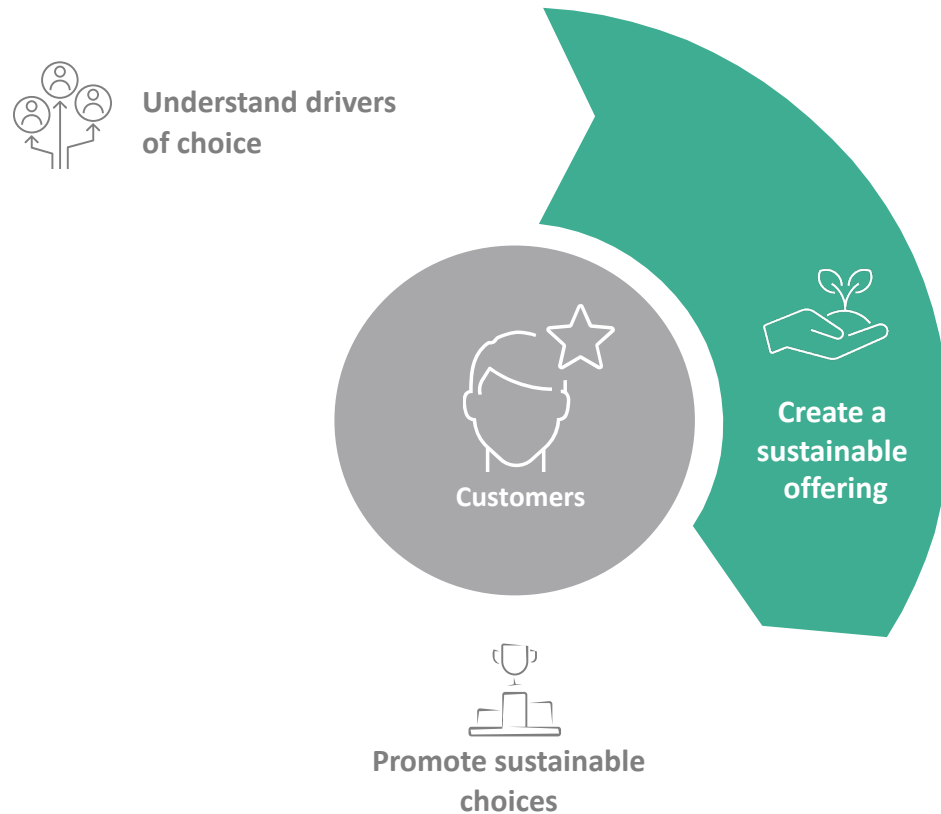 Understand drivers
of choice
Create a
sustainable
offering
Customers
Promote sustainable
choices